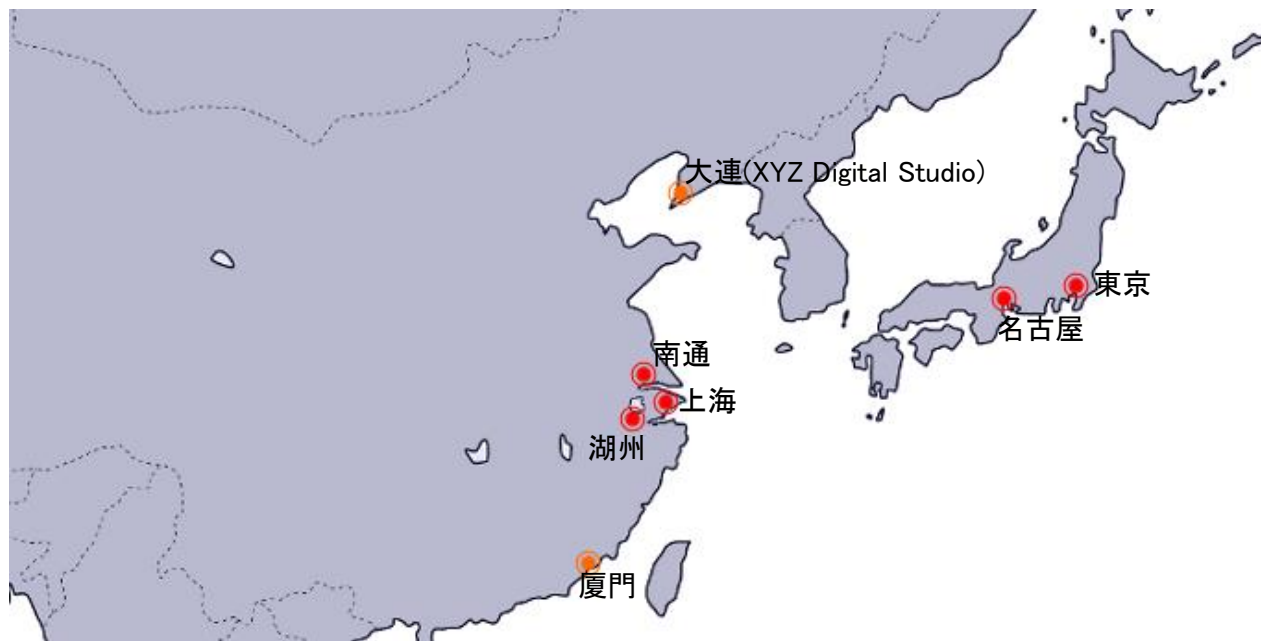 大連(XYZ Digital Studio)
東京
名古屋
南通
上海
湖州
厦門